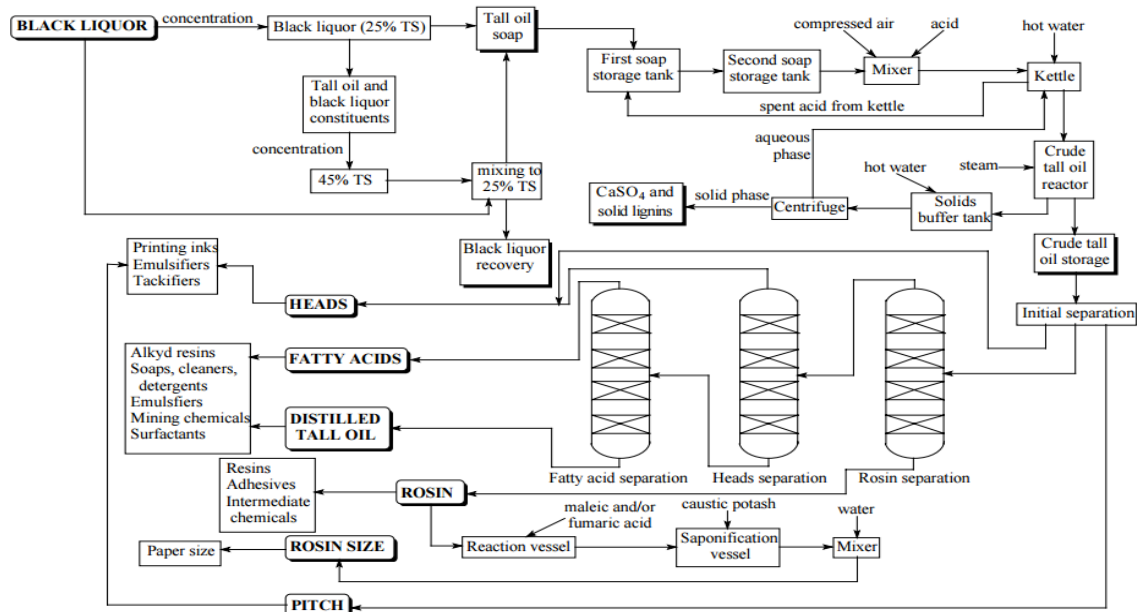 BLACK LIQUOR
concentration
Black liquor (25% TS)
Tall oil
soap
Tall oil and
black liquor
constituents
concentration
45% TS
mixing to
25% TS
Black liquor
recovery
First soap
storage tank
Second soap
storage tank
compressed air
acid
Mixer
hot water
Kettle
spent acid from kettle
aqueous
phase
steam
Crude
tall oil
reactor
hot water
Solids
buffer tank
Centrifuge
solid phase
CaSO4 and
solid lignins
Crude tall
oil storage
Initial separation
Printing inks
Emulsifiers
Tackifiers
HEADS
Alkyd resins
Soaps, cleaners,
detergents
Emulsfiers
Mining chemicals
Surfactants
FATTY ACIDS
DISTILLED
TALL OIL
Fatty acid separation
Heads separation
Rosin separation
Resins
Adhesives
Intermediate
chemicals
ROSIN
maleic and/or
fumaric acid
Reaction vessel
caustic potash
Saponification
vessel
water
Mixer
Paper size
ROSIN SIZE
PITCH